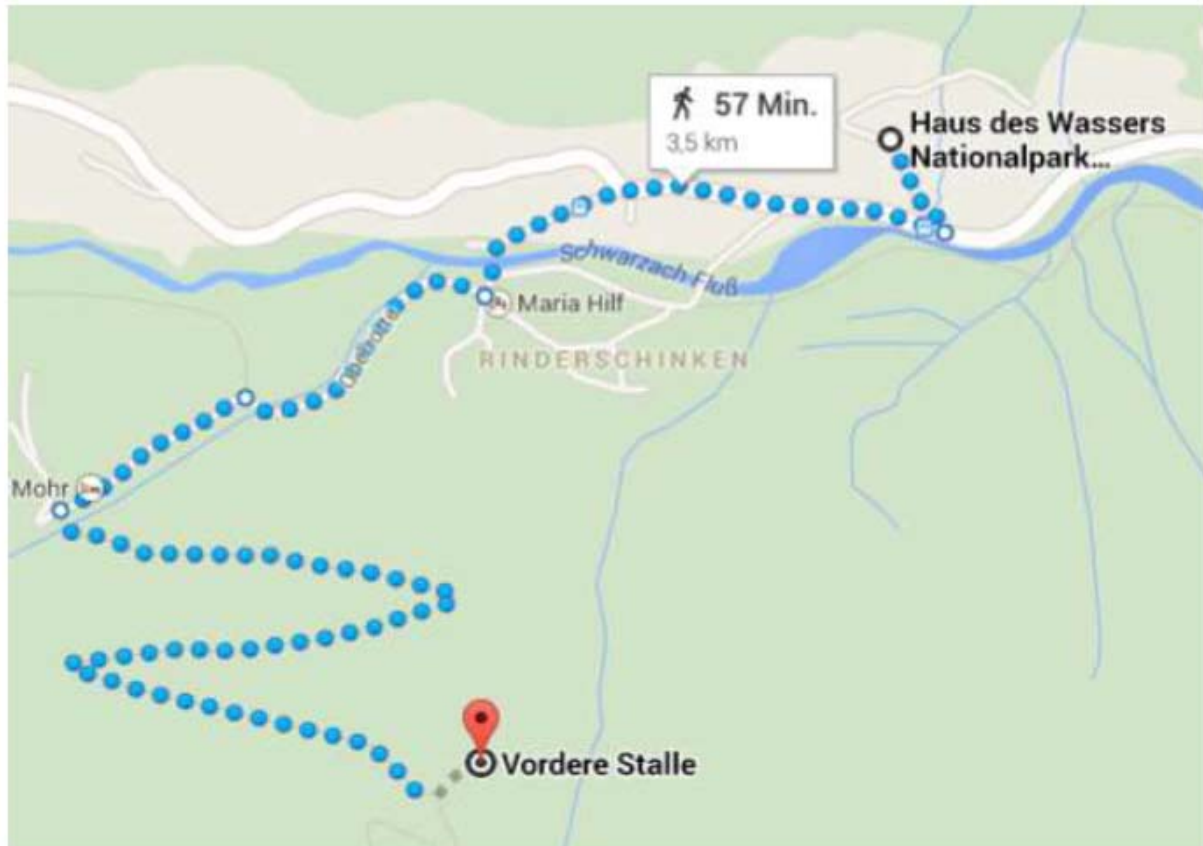 57 Min.
3,5 km
Haus des Wassers
Nationalpark...
Schwarzach Fluß
Maria Hilf
RINDERSCHINKEN
Mohr
Vordere Stalle